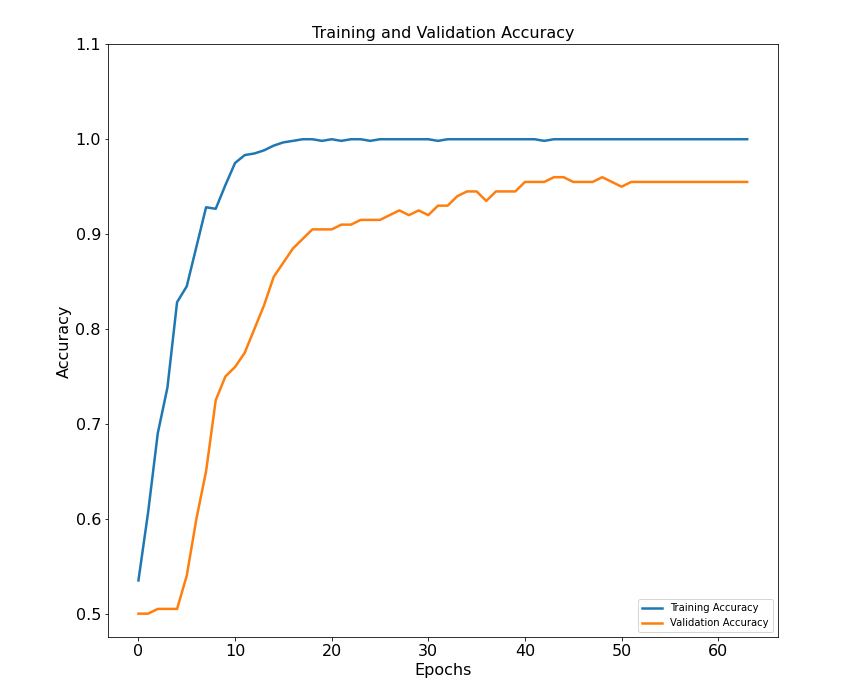 Training and Validation Accuracy
1.1
1.0
0.9
0.8
0.7
0.6
0.5
Accuracy
0
10
20
30
40
50
60
Epochs
Training Accuracy
Validation Accuracy